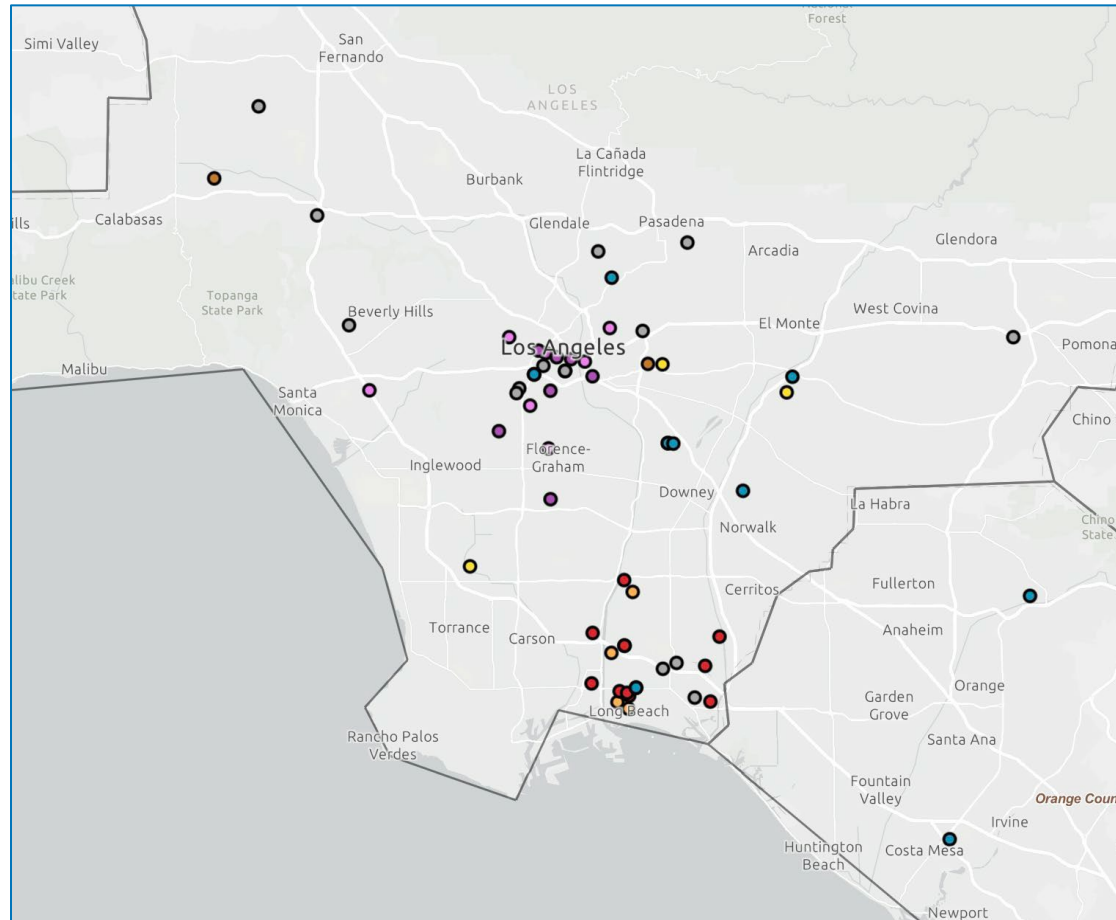 National
Forest
Simi Valley
San
Fernando
LOS
ANGELES
La Cañada
Flintridge
Burbank
Calabasas
Glendale
Pasadena
Arcadia
Glendora
ills
alibu Creek
tate Park
Topanga
State Park
Beverly Hills
West Covina
El Monte
Los Angeles
Pomona
Malibu
Santa
Monica
Chino
Inglewood
Florence-
Graham
Downey
La Habra
Norwalk
Chino
State
Cerritos
Fullerton
Torrance
Carson
Anaheim
Orange
Garden
Grove
Long Beach
Rancho Palos
Verdes
Santa Ana
Fountain
Valley
Orange Coun
Irvine
Huntington
Beach
Costa Mesa
Newport